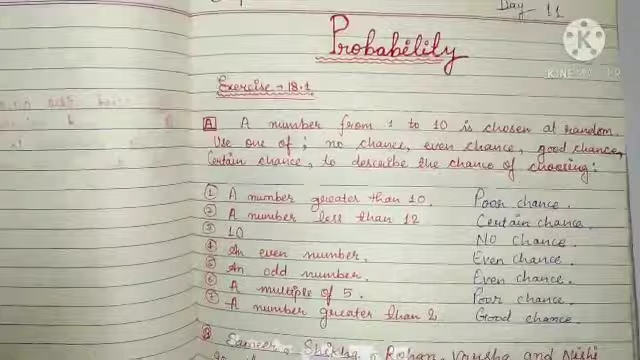 Day - 11
Probability
Exercise - 18.1
A A number from 1 to 10 is chosen at random.
Use one of ; no chance, even chance, good chance,
Certain chance, to describe the chance of choosing:
1 A number greater than 10. Poor chance.
2 A number less than 12 Certain chance.
3 10 No chance.
4 An even number. Even chance.
5 An odd number. Even chance.
6 A multiple of 5. Poor chance.
7 A number greater than 2 Good chance.
B Sameer, Rohan, and Nishi